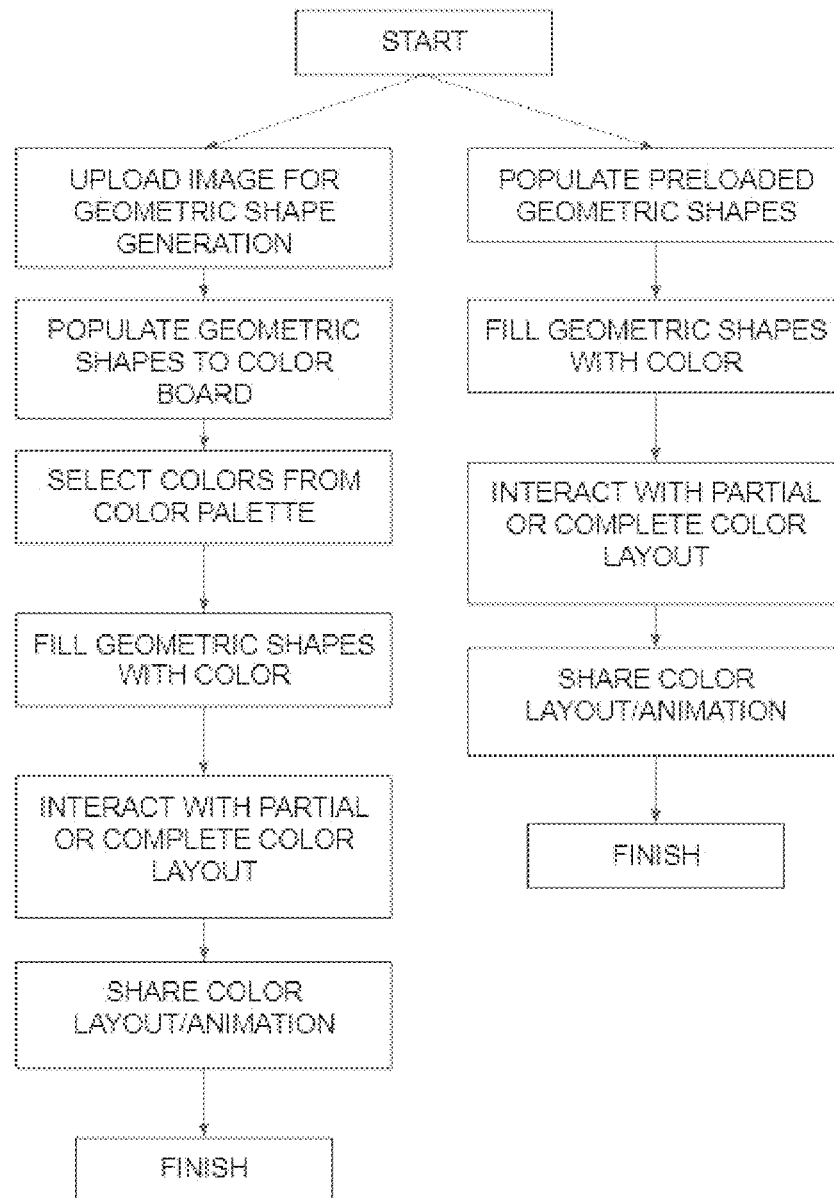 START
UPLOAD IMAGE FOR
GEOMETRIC SHAPE
GENERATION
POPULATE GEOMETRIC
SHAPES TO COLOR
BOARD
SELECT COLORS FROM
COLOR PALETTE
FILL GEOMETRIC SHAPES
WITH COLOR
INTERACT WITH PARTIAL
OR COMPLETE COLOR
LAYOUT
SHARE COLOR
LAYOUT/ANIMATION
FINISH
POPULATE PRELOADED
GEOMETRIC SHAPES
FILL GEOMETRIC SHAPES
WITH COLOR
INTERACT WITH PARTIAL
OR COMPLETE COLOR
LAYOUT
SHARE COLOR
LAYOUT/ANIMATION
FINISH